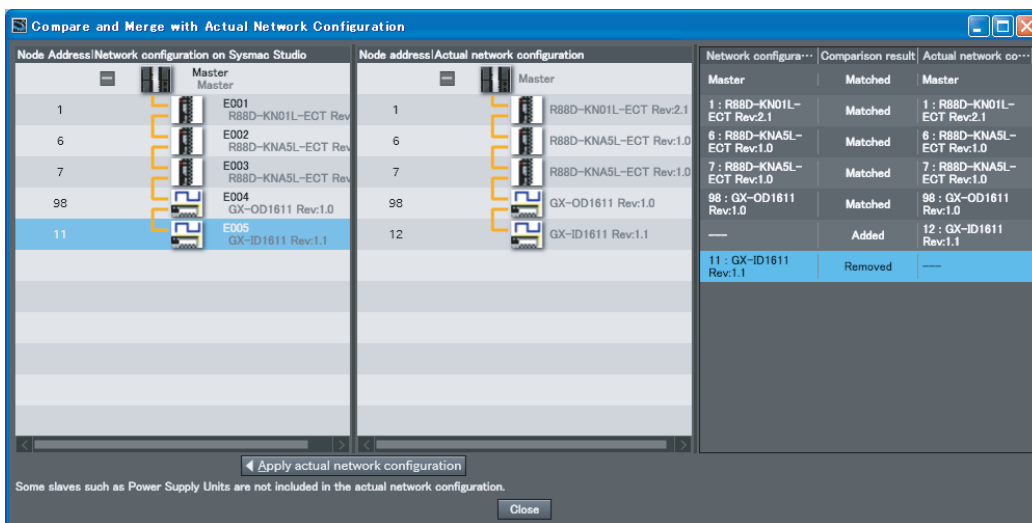 Compare and Merge with Actual Network Configuration
Node Address|Network configuration on Sysmac Studio
Master
Master
1
E001
R88D-KN01L-ECT Rev
6
E002
R88D-KNA5L-ECT Rev
7
E003
R88D-KNA5L-ECT Rev
98
E004
GX-OD1611 Rev:1.0
11
E005
GX-ID1611 Rev:1.1
Node address|Actual network configuration
Master
1
R88D-KN01L-ECT Rev:2.1
6
R88D-KNA5L-ECT Rev:1.0
7
R88D-KNA5L-ECT Rev:1.0
98
GX-OD1611 Rev:1.0
12
GX-ID1611 Rev:1.1
Network configura··· Comparison result Actual network co···
Master Matched Master
1 : R88D-KN01L-ECT Rev:2.1 Matched 1 : R88D-KN01L-ECT Rev:2.1
6 : R88D-KNA5L-ECT Rev:1.0 Matched 6 : R88D-KNA5L-ECT Rev:1.0
7 : R88D-KNA5L-ECT Rev:1.0 Matched 7 : R88D-KNA5L-ECT Rev:1.0
98 : GX-OD1611 Rev:1.0 Matched 98 : GX-OD1611 Rev:1.0
--- Added 12 : GX-ID1611 Rev:1.1
11 : GX-ID1611 Rev:1.1 Removed ---
Apply actual network configuration
Some slaves such as Power Supply Units are not included in the actual network configuration.
Close